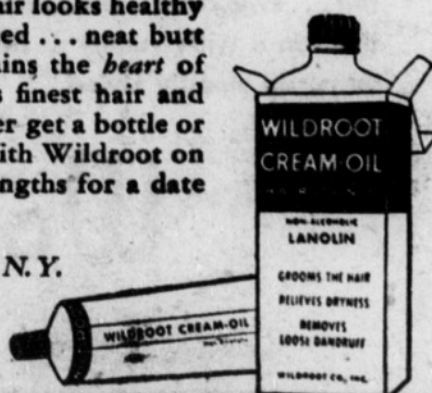 air looks healthy
ed ... neat butt
ins the heart of
s finest hair and
er get a bottle or
ith Wildroot on
engths for a date
N. Y.
WILDROOT
CREAM-OIL
NON-ALCOHOLIC
LANOLIN
GROOMS THE HAIR
RELIEVES DRYNESS
REMOVES
LOOSE DANDRUFF
WILDROOT CO., INC.
WILDROOT CREAM-OIL